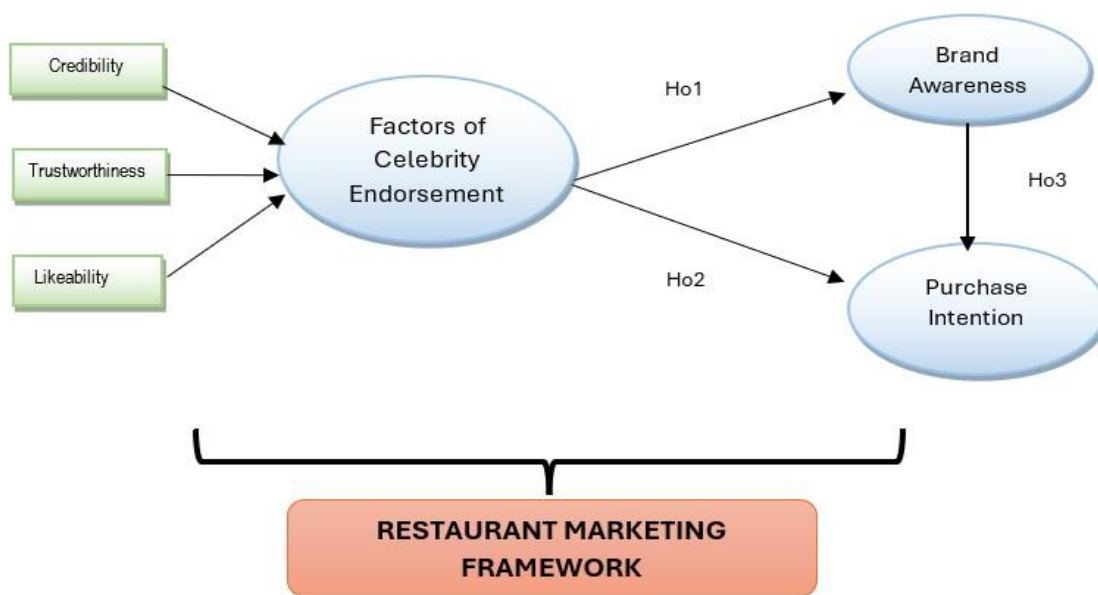 Credibility
Trustworthiness
Likeability
Factors of
Celebrity
Endorsement
Ho1
Ho2
Brand
Awareness
Ho3
Purchase
Intention
RESTAURANT MARKETING
FRAMEWORK